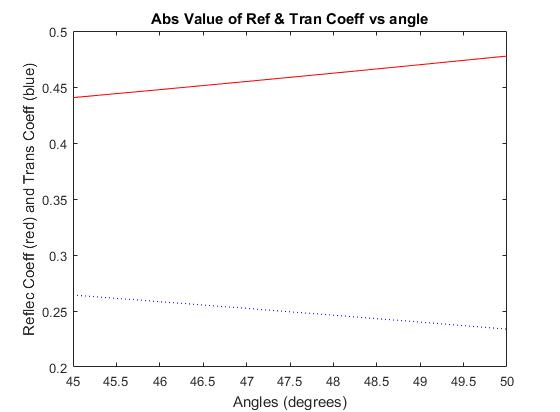 Abs Value of Ref & Tran Coeff vs angle
0.5
0.45
0.4
0.35
0.3
0.25
0.2
Reflec Coeff (red) and Trans Coeff (blue)
45 45.5 46 46.5 47 47.5 48 48.5 49 49.5 50
Angles (degrees)